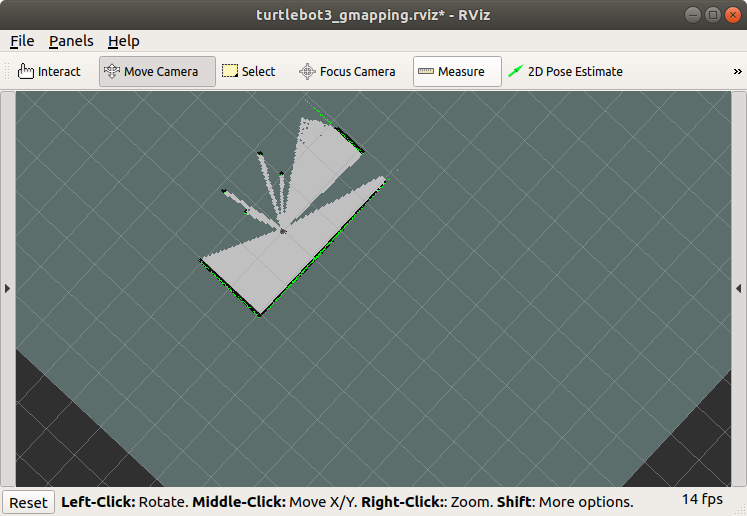 turtlebot3_gmapping.rviz* - RViz
File Panels Help
Interact Move Camera Select Focus Camera Measure 2D Pose Estimate »
Reset Left-Click: Rotate. Middle-Click: Move X/Y. Right-Click:: Zoom. Shift: More options. 14 fps